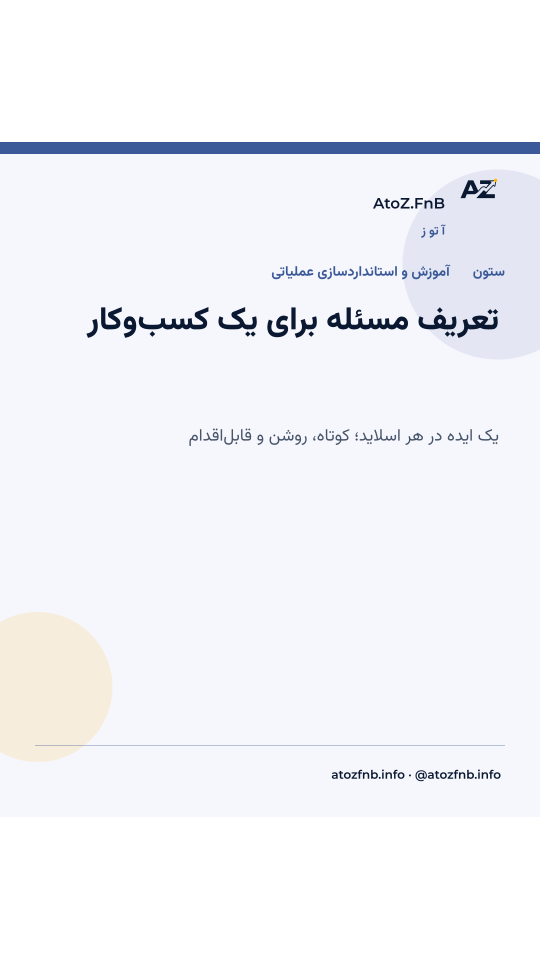 AZ
AtoZ.FnB
آ تو ز
ستون آموزش و استانداردسازی عملیاتی
تعریف مسئله برای یک کسب‌وکار
یک ایده در هر اسلاید؛ کوتاه، روشن و قابل‌اقدام
atozfnb.info · @atozfnb.info